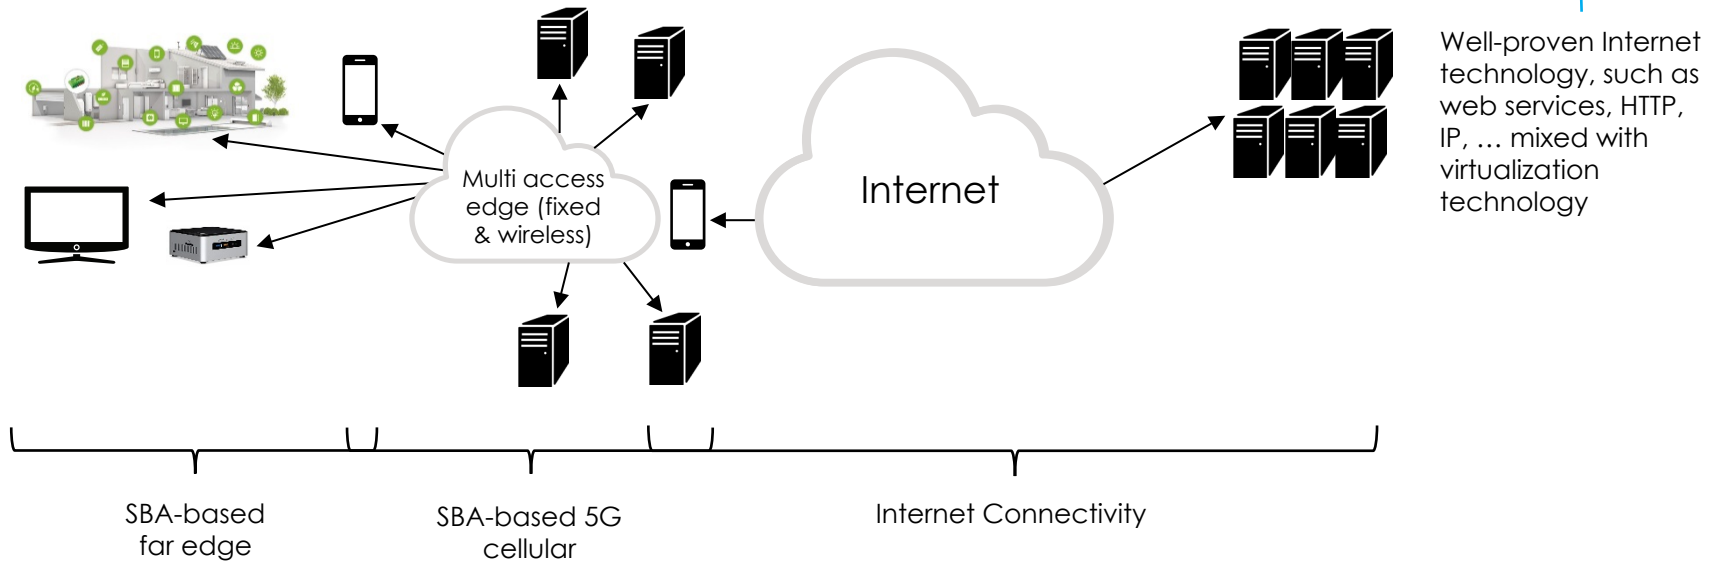 Well-proven Internet
technology, such as
web services, HTTP,
IP, … mixed with
virtualization
technology
Multi access
edge (fixed
& wireless)
Internet
SBA-based
far edge
SBA-based 5G
cellular
Internet Connectivity